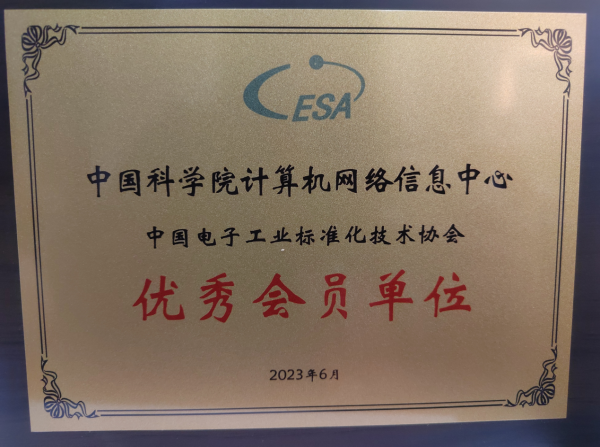 CESA
中国科学院计算机网络信息中心
中国电子工业标准化技术协会
优秀会员单位
2023年6月